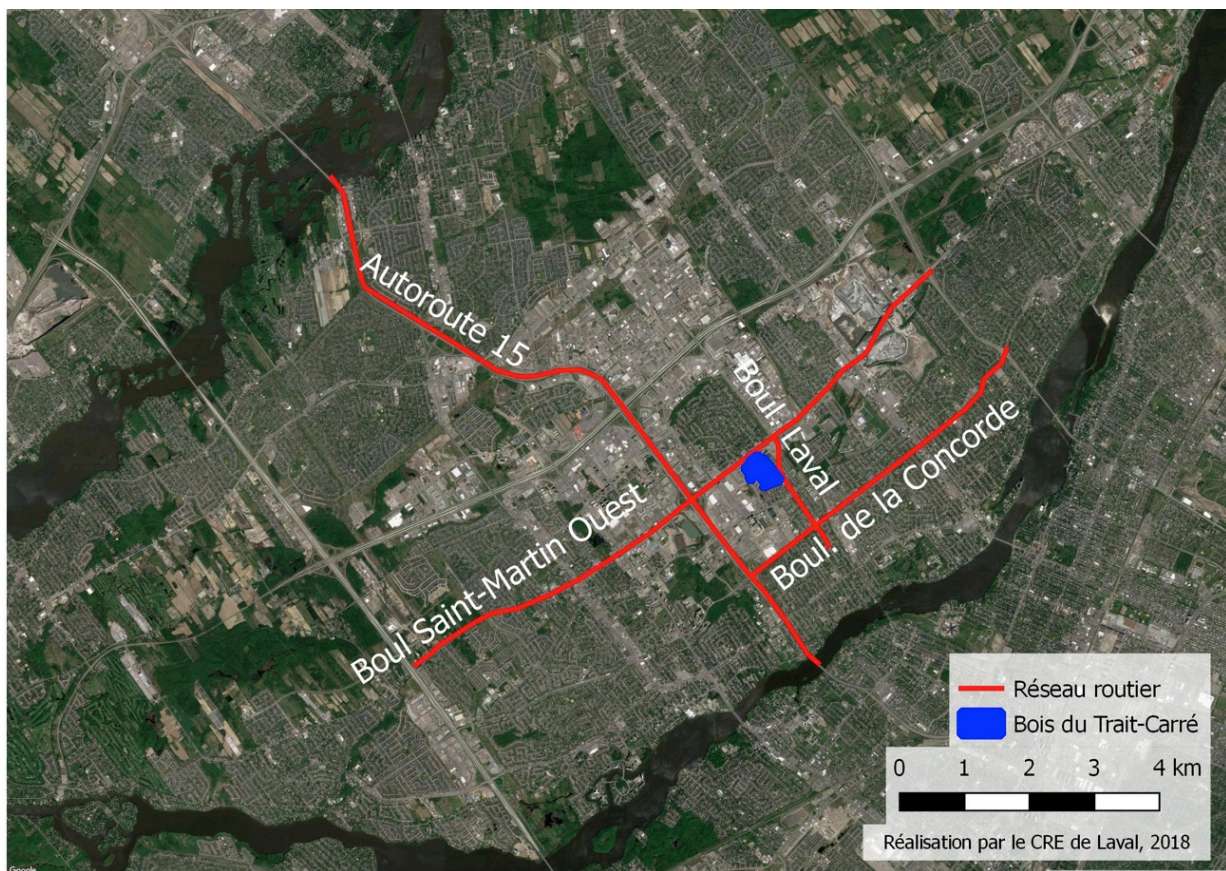 Autoroute 15
Boul. Laval
Boul Saint-Martin Ouest
Boul. de la Concorde
Réseau routier
Bois du Trait-Carré
0 1 2 3 4 km
Réalisation par le CRE de Laval, 2018
Google